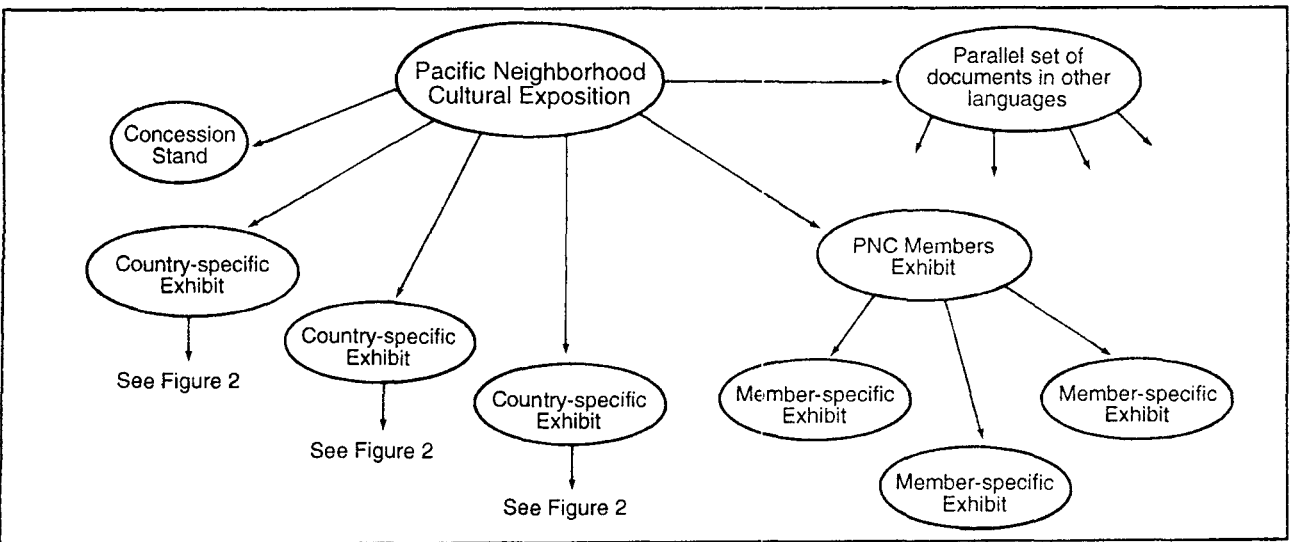 Pacific Neighborhood
Cultural Exposition
Parallel set of
documents in other
languages
Concession
Stand
Country-specific
Exhibit
See Figure 2
Country-specific
Exhibit
See Figure 2
Country-specific
Exhibit
See Figure 2
PNC Members
Exhibit
Member-specific
Exhibit
Member-specific
Exhibit
Member-specific
Exhibit